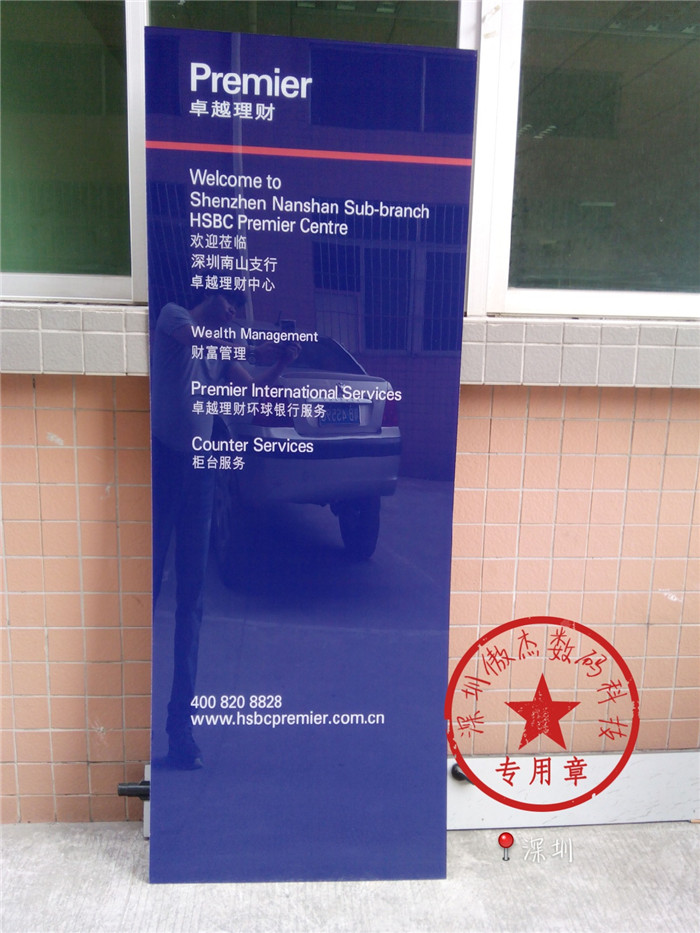 Premier
卓越理财
Welcome to
Shenzhen Nanshan Sub-branch
HSBC Premier Centre
欢迎莅临
深圳南山支行
卓越理财中心
Wealth Management
财富管理
Premier International Services
卓越理财环球银行服务
Counter Services
柜台服务
400 820 8828
www.hsbcpremier.com.cn
深圳傲杰数码科技
专用章
深圳